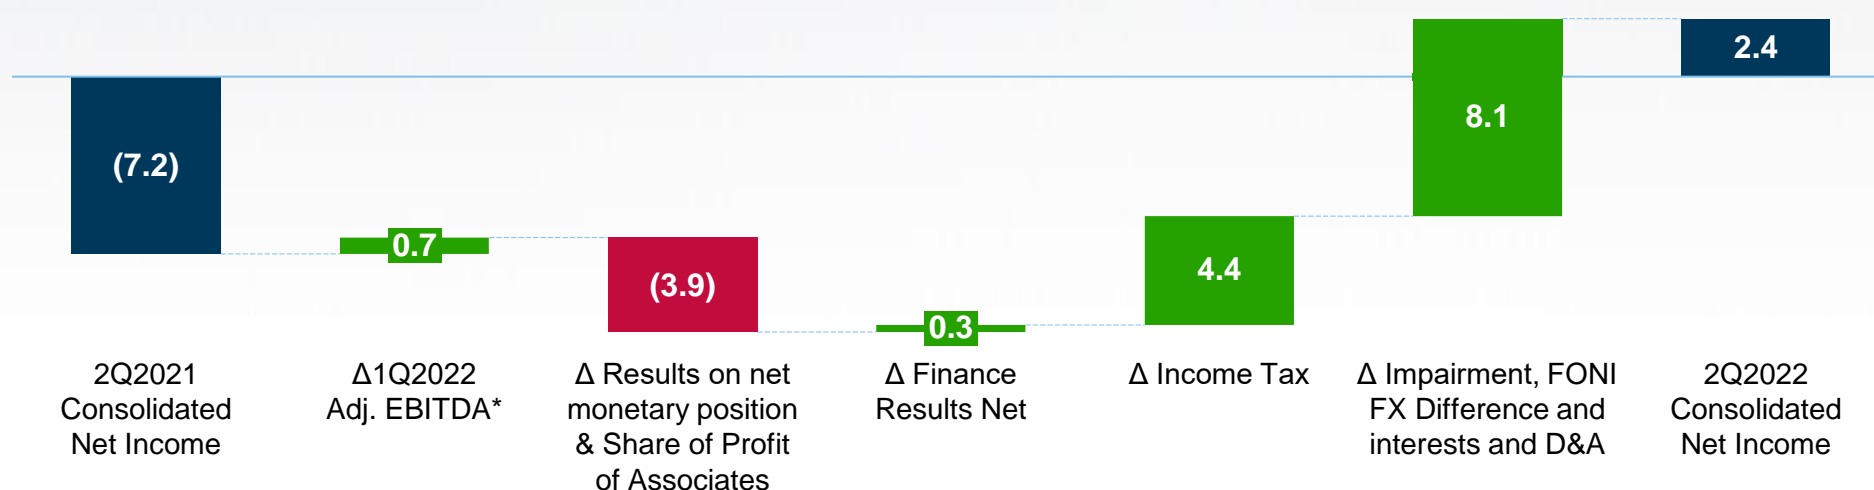 2.4
8.1
(7.2)
0.7
(3.9)
4.4
0.3
2Q2021
Consolidated
Net Income
Δ1Q2022
Adj. EBITDA*
Δ Results on net
monetary position
& Share of Profit
of Associates
Δ Finance
Results Net
Δ Income Tax
Δ Impairment, FONI
FX Difference and
interests and D&A
2Q2022
Consolidated
Net Income